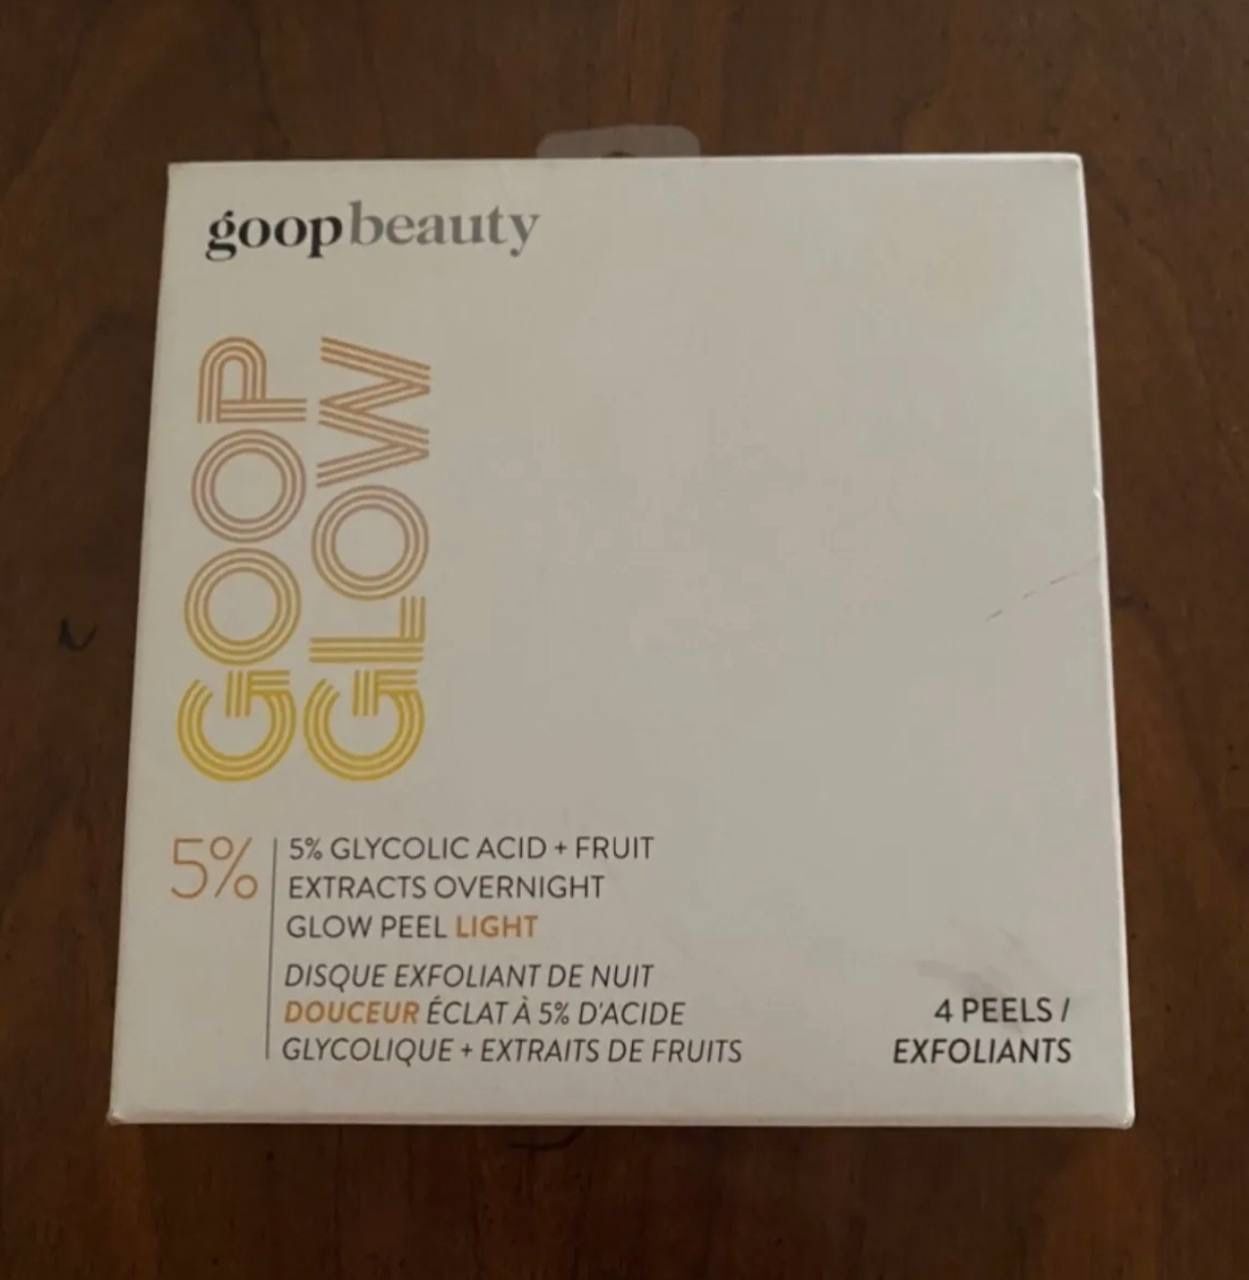 goopbeauty
GOOP
GLOW
5%
5% GLYCOLIC ACID + FRUIT
EXTRACTS OVERNIGHT
GLOW PEEL LIGHT
DISQUE EXFOLIANT DE NUIT
DOUCEUR ÉCLAT À 5% D'ACIDE
GLYCOLIQUE + EXTRAITS DE FRUITS
4 PEELS /
EXFOLIANTS